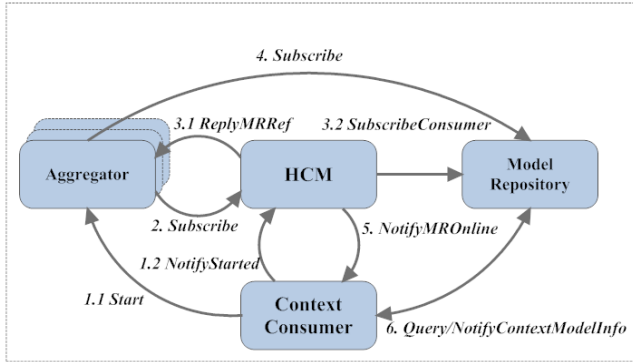 4. Subscribe
3.1 ReplyMRRef
3.2 SubscribeConsumer
Aggregator
HCM
Model
Repository
2. Subscribe
5. NotifyMROnline
1.2 NotifyStarted
1.1 Start
Context
Consumer
6. Query/NotifyContextModelInfo